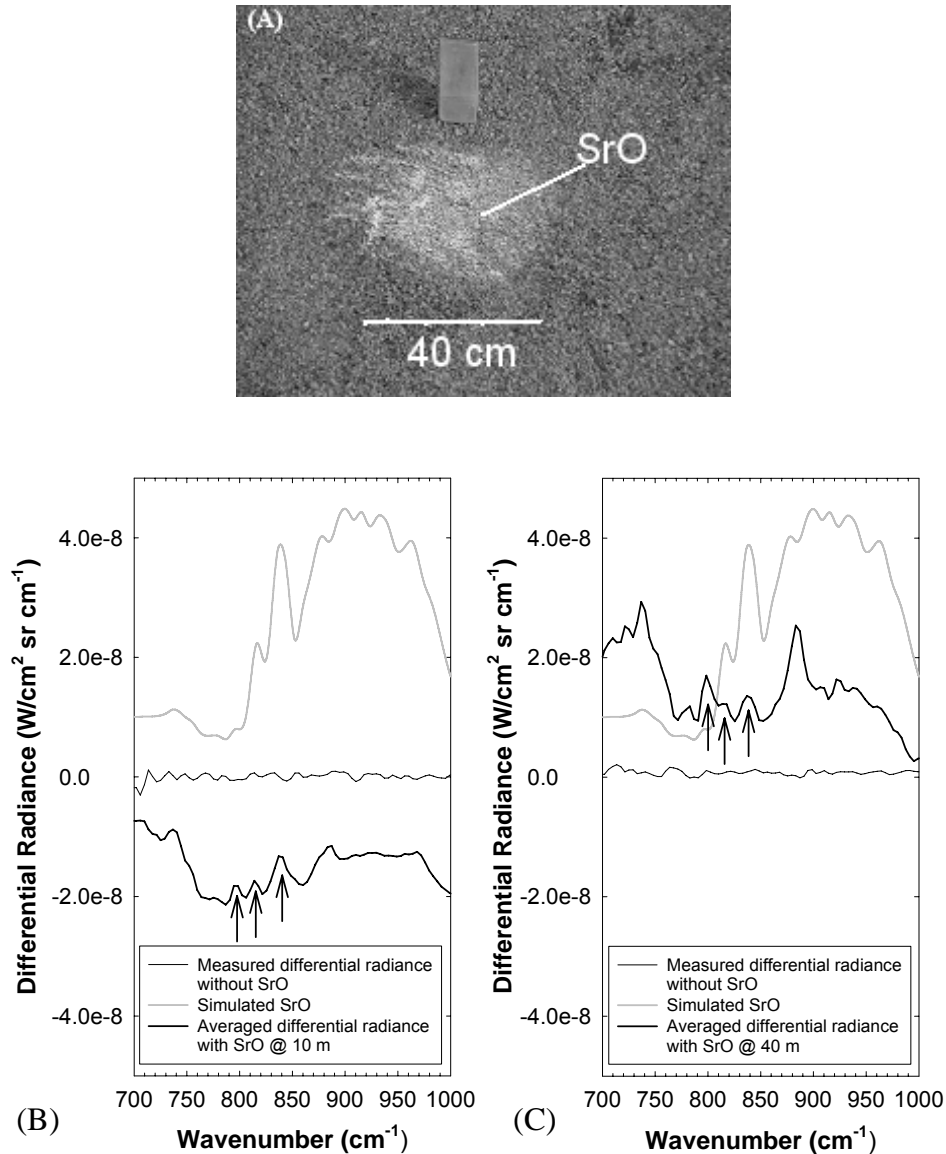 (A)
SrO
40 cm
Differential Radiance (W/cm² sr cm⁻¹)
4.0e-8
2.0e-8
0.0
-2.0e-8
-4.0e-8
Measured differential radiance
without SrO
Simulated SrO
Averaged differential radiance
with SrO @ 10 m
700 750 800 850 900 950 1000
Wavenumber (cm⁻¹)
(B)
Differential Radiance (W/cm² sr cm⁻¹)
4.0e-8
2.0e-8
0.0
-2.0e-8
-4.0e-8
Measured differential radiance
without SrO
Simulated SrO
Averaged differential radiance
with SrO @ 40 m
700 750 800 850 900 950 1000
Wavenumber (cm⁻¹)
(C)